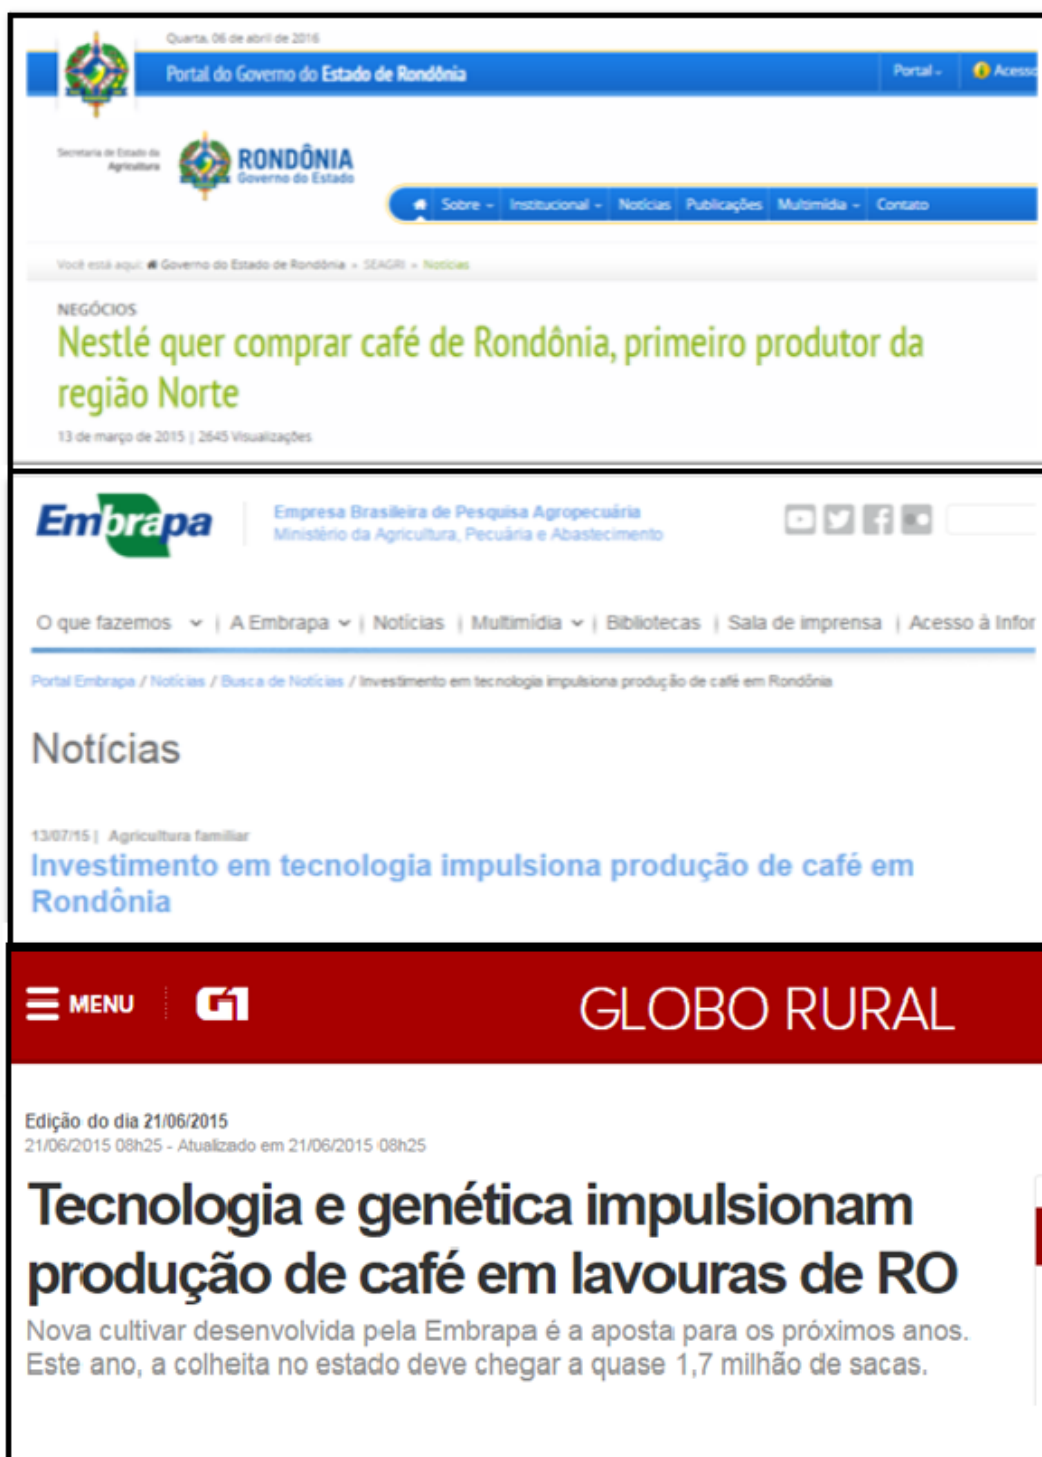 Quarta, 06 de abril de 2016
Portal do Governo do Estado de Rondônia
Portal
Acesso
Secretaria de Estado da
Agricultura
RONDÔNIA
Governo do Estado
Sobre Institucional Notícias Publicações Multimídia Contato
Você está aqui: Governo do Estado de Rondônia » SEAGRI » Notícias
NEGÓCIOS
Nestlé quer comprar café de Rondônia, primeiro produtor da
região Norte
13 de março de 2015 | 2645 Visualizações
Embrapa
Empresa Brasileira de Pesquisa Agropecuária
Ministério da Agricultura, Pecuária e Abastecimento
O que fazemos | A Embrapa | Notícias | Multimídia | Bibliotecas | Sala de imprensa | Acesso à Infor
Portal Embrapa / Notícias / Busca de Notícias / Investimento em tecnologia impulsiona produção de café em Rondônia
Notícias
13/07/15 | Agricultura familiar
Investimento em tecnologia impulsiona produção de café em
Rondônia
MENU
G1
GLOBO RURAL
Edição do dia 21/06/2015
21/06/2015 08h25 - Atualizado em 21/06/2015 08h25
Tecnologia e genética impulsionam
produção de café em lavouras de RO
Nova cultivar desenvolvida pela Embrapa é a aposta para os próximos anos.
Este ano, a colheita no estado deve chegar a quase 1,7 milhão de sacas.